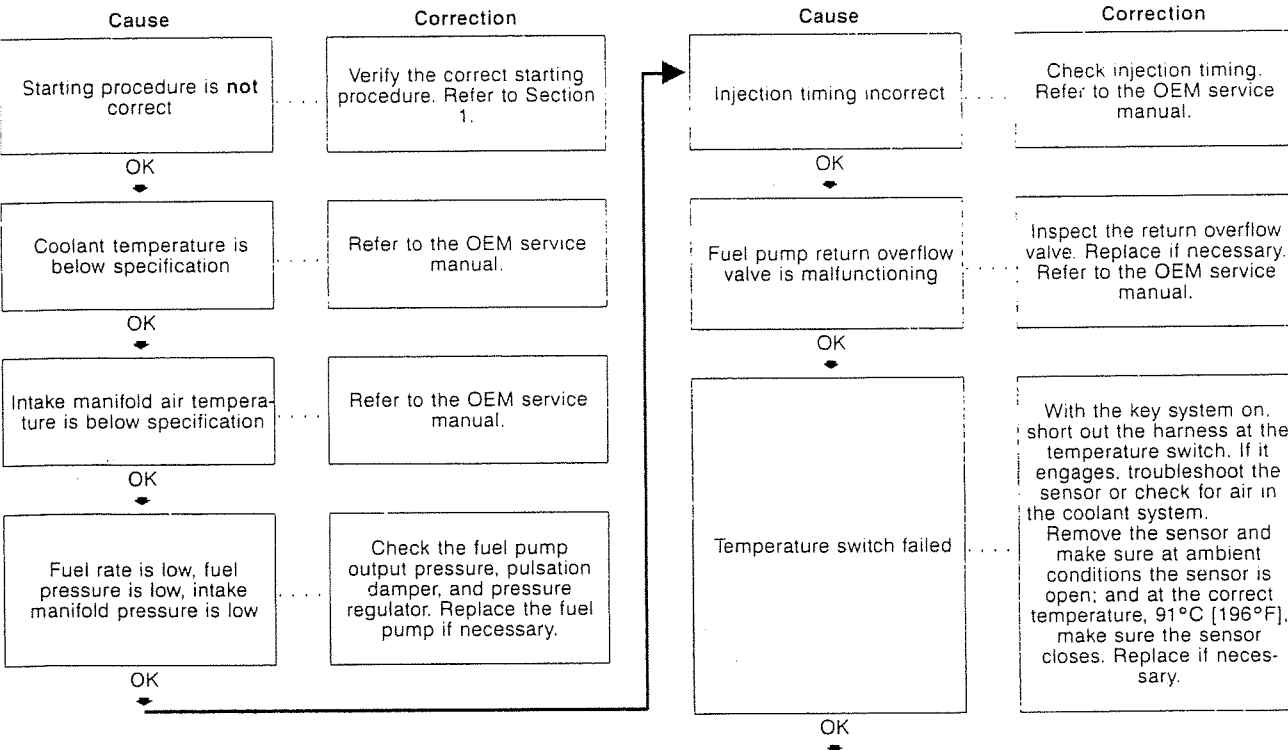 Cause
Correction
Starting procedure is not
correct
Verify the correct starting
procedure. Refer to Section
1.
OK
Coolant temperature is
below specification
Refer to the OEM service
manual.
OK
Intake manifold air tempera-
ture is below specification
Refer to the OEM service
manual.
OK
Fuel rate is low, fuel
pressure is low, intake
manifold pressure is low
Check the fuel pump
output pressure, pulsation
damper, and pressure
regulator. Replace the fuel
pump if necessary.
OK
Cause
Correction
Injection timing incorrect
Check injection timing.
Refer to the OEM service
manual.
OK
Fuel pump return overflow
valve is malfunctioning
Inspect the return overflow
valve. Replace if necessary.
Refer to the OEM service
manual.
OK
Temperature switch failed
With the key system on,
short out the harness at the
temperature switch. If it
engages, troubleshoot the
sensor or check for air in
the coolant system.
Remove the sensor and
make sure at ambient
conditions the sensor is
open; and at the correct
temperature, 91°C [196°F],
make sure the sensor
closes. Replace if neces-
sary.
OK